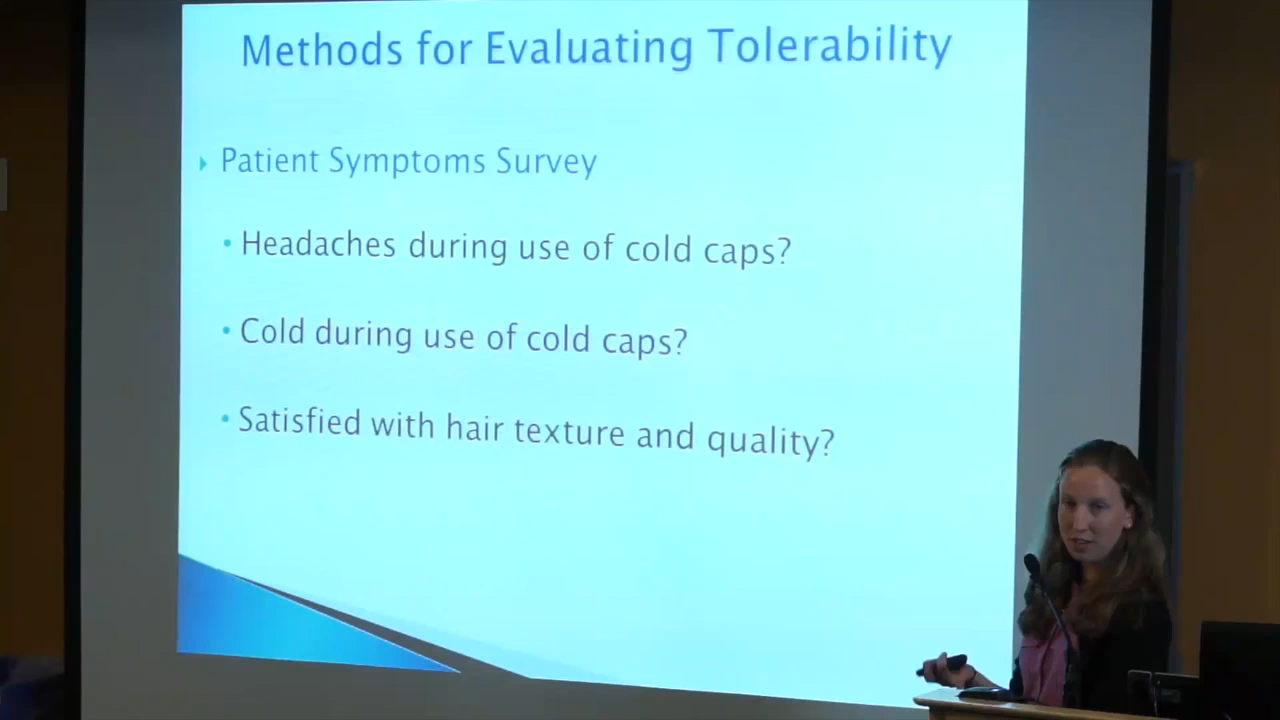 Methods for Evaluating Tolerability
Patient Symptoms Survey
• Headaches during use of cold caps?
• Cold during use of cold caps?
• Satisfied with hair texture and quality?